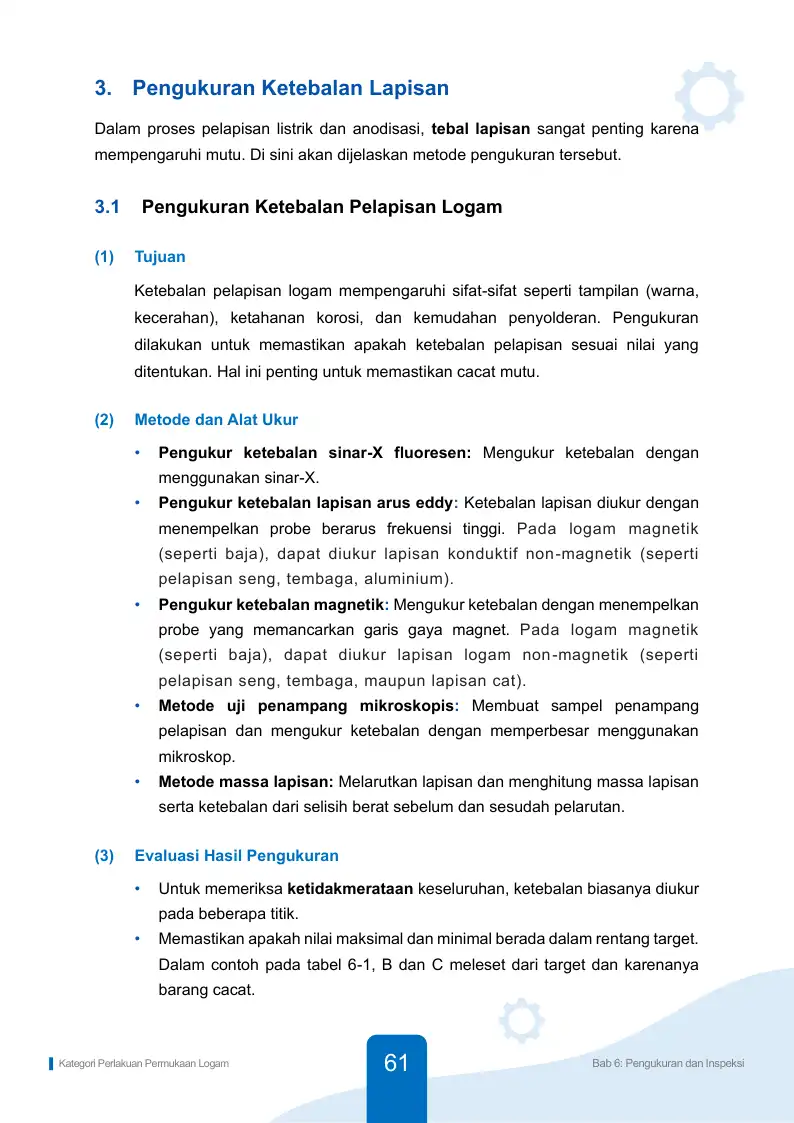 3. Pengukuran Ketebalan Lapisan
Dalam proses pelapisan listrik dan anodisasi, tebal lapisan sangat penting karena
mempengaruhi mutu. Di sini akan dijelaskan metode pengukuran tersebut.
3.1 Pengukuran Ketebalan Pelapisan Logam
(1) Tujuan
Ketebalan pelapisan logam mempengaruhi sifat-sifat seperti tampilan (warna,
kecerahan), ketahanan korosi, dan kemudahan penyolderan. Pengukuran
dilakukan untuk memastikan apakah ketebalan pelapisan sesuai nilai yang
ditentukan. Hal ini penting untuk memastikan cacat mutu.
(2) Metode dan Alat Ukur
• Pengukur ketebalan sinar-X fluoresen: Mengukur ketebalan dengan
menggunakan sinar-X.
• Pengukur ketebalan lapisan arus eddy: Ketebalan lapisan diukur dengan
menempelkan probe berarus frekuensi tinggi. Pada logam magnetik
(seperti baja), dapat diukur lapisan konduktif non-magnetik (seperti
pelapisan seng, tembaga, aluminium).
• Pengukur ketebalan magnetik: Mengukur ketebalan dengan menempelkan
probe yang memancarkan garis gaya magnet. Pada logam magnetik
(seperti baja), dapat diukur lapisan logam non-magnetik (seperti
pelapisan seng, tembaga, maupun lapisan cat).
• Metode uji penampang mikroskopis: Membuat sampel penampang
pelapisan dan mengukur ketebalan dengan memperbesar menggunakan
mikroskop.
• Metode massa lapisan: Melarutkan lapisan dan menghitung massa lapisan
serta ketebalan dari selisih berat sebelum dan sesudah pelarutan.
(3) Evaluasi Hasil Pengukuran
• Untuk memeriksa ketidakmerataan keseluruhan, ketebalan biasanya diukur
pada beberapa titik.
• Memastikan apakah nilai maksimal dan minimal berada dalam rentang target.
Dalam contoh pada tabel 6-1, B dan C meleset dari target dan karenanya
barang cacat.
Kategori Perlakuan Permukaan Logam
61
Bab 6: Pengukuran dan Inspeksi